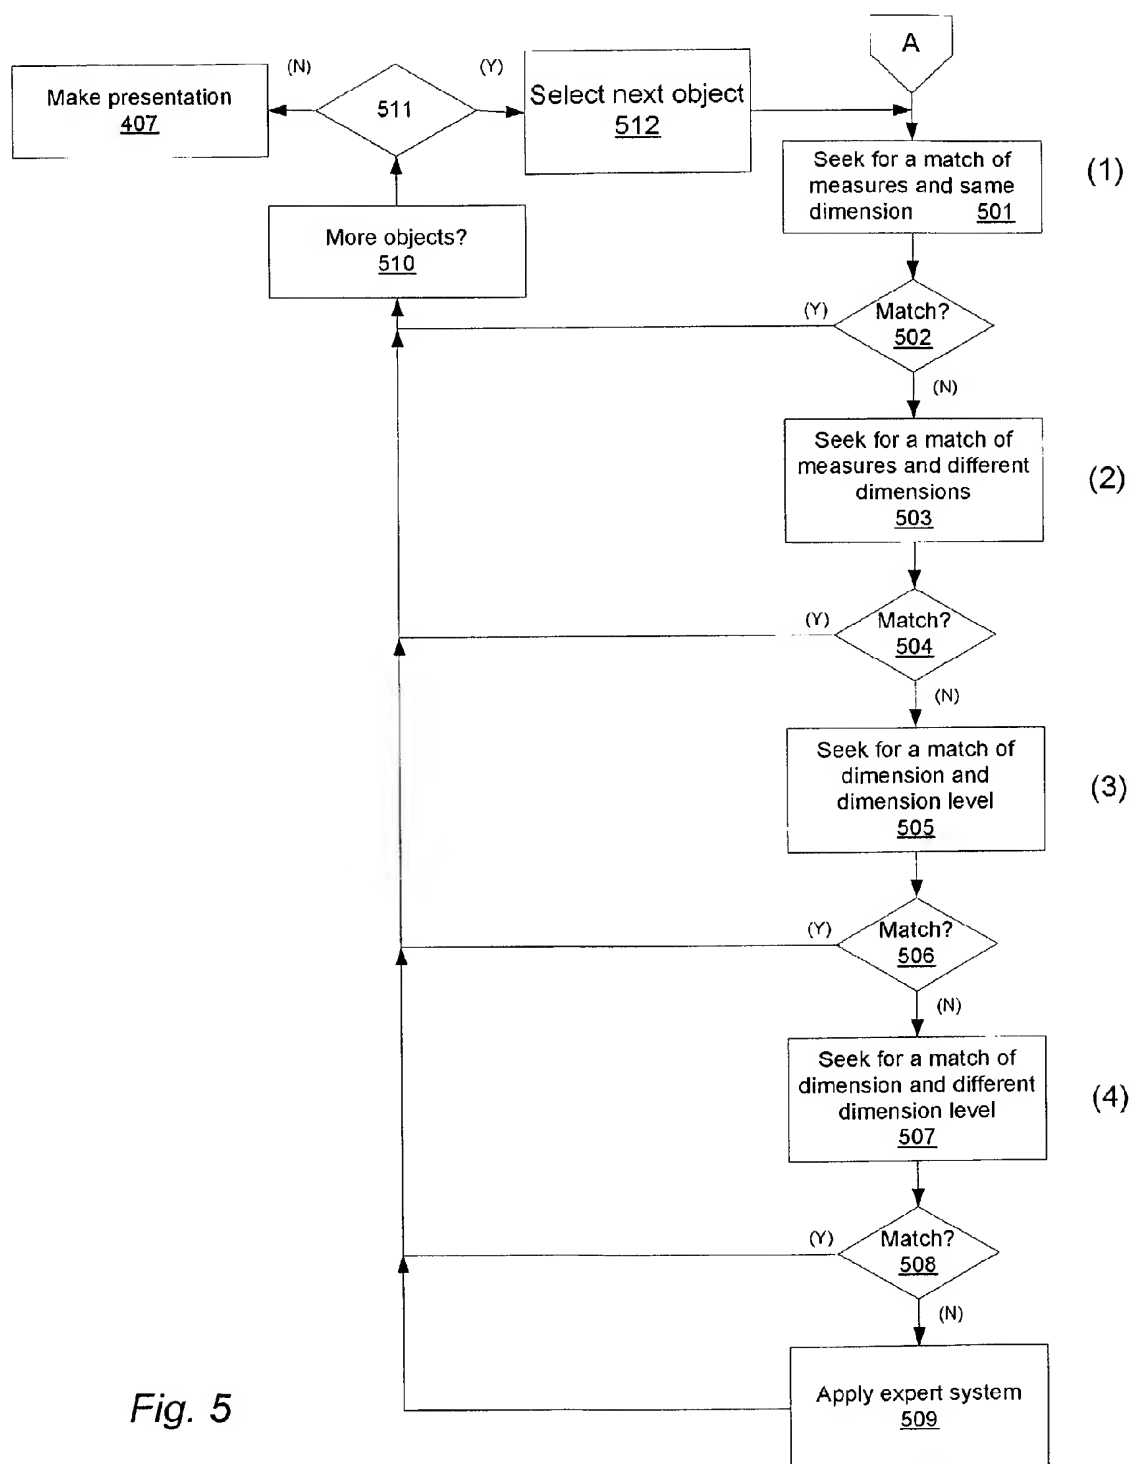 A
(N)
(Y)
Make presentation
407
511
Select next object
512
Seek for a match of
measures and same
dimension 501
(1)
More objects?
510
(Y)
Match?
502
(N)
Seek for a match of
measures and different
dimensions
503
(2)
(Y)
Match?
504
(N)
Seek for a match of
dimension and
dimension level
505
(3)
(Y)
Match?
506
(N)
Seek for a match of
dimension and different
dimension level
507
(4)
(Y)
Match?
508
(N)
Apply expert system
509
Fig. 5